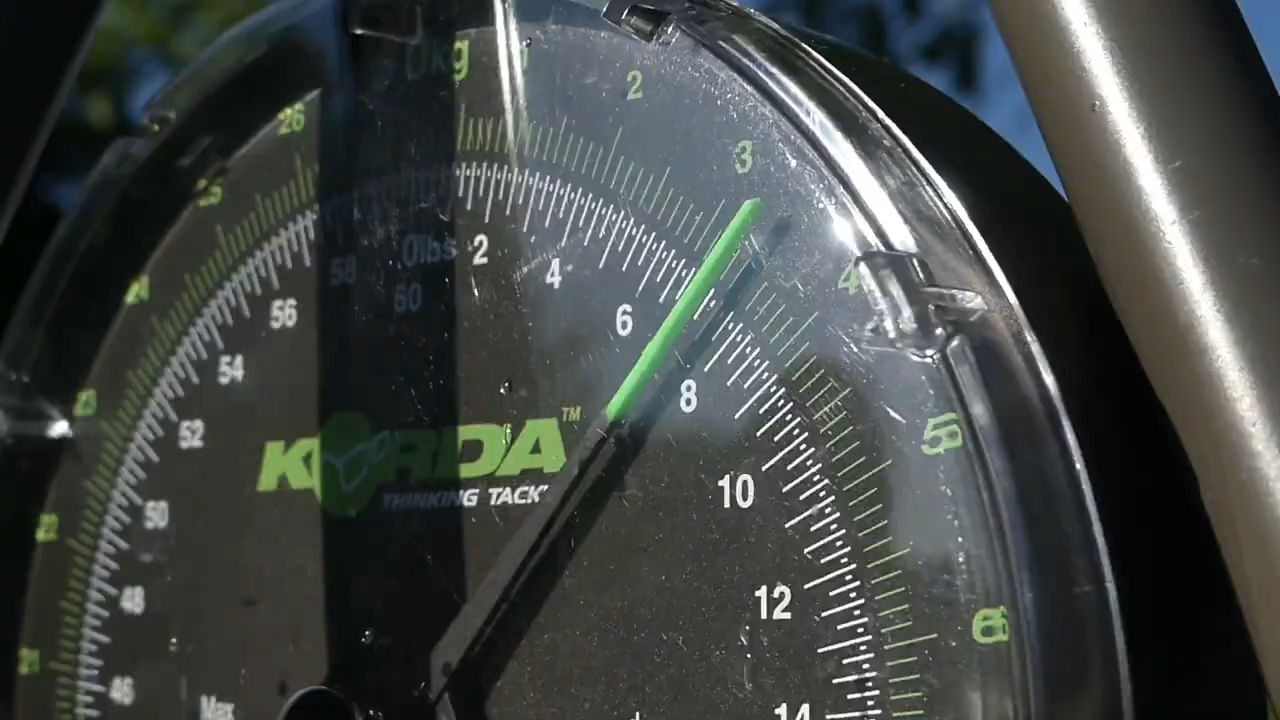 0kg 1 2 3 4 5 6
26 25 24 23 22 21
0lbs 2 4 6 8 10 12 14
60 58 56 54 52 50 48 46
KORDA™
THINKING TACKLE
Max